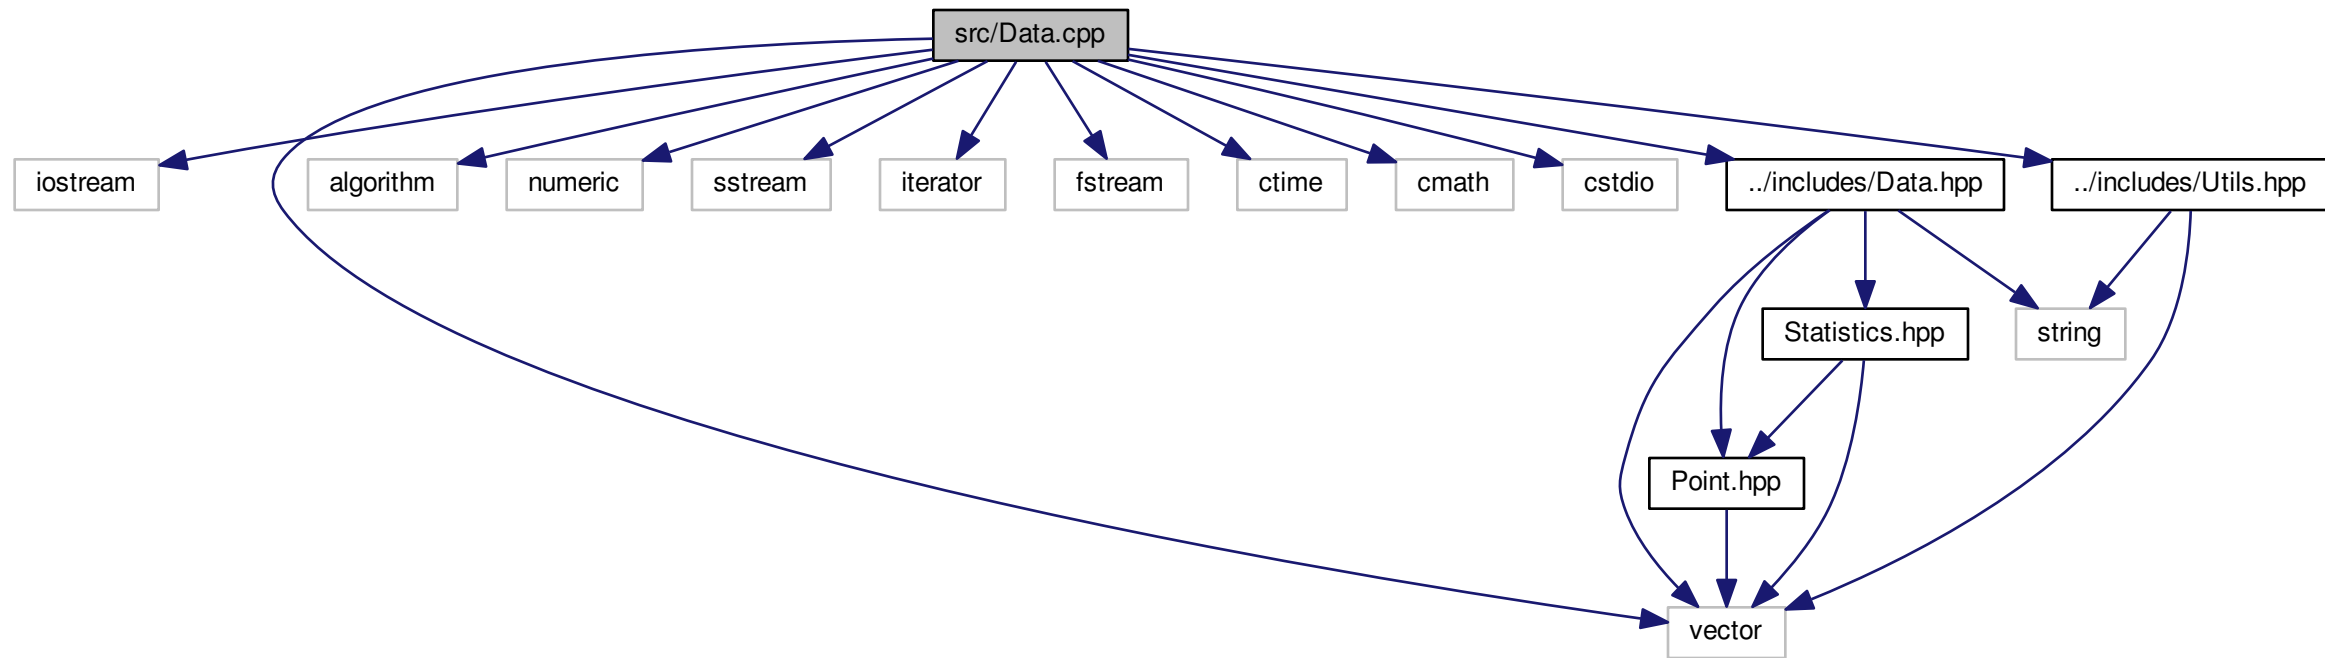 src/Data.cpp
iostream
algorithm
numeric
sstream
iterator
fstream
ctime
cmath
cstdio
../includes/Data.hpp
../includes/Utils.hpp
Statistics.hpp
string
Point.hpp
vector